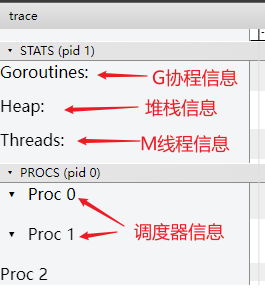 trace
STATS (pid 1)
Goroutines:
G协程信息
Heap:
堆栈信息
Threads:
M线程信息
PROCS (pid 0)
Proc 0
Proc 1
调度器信息
Proc 2